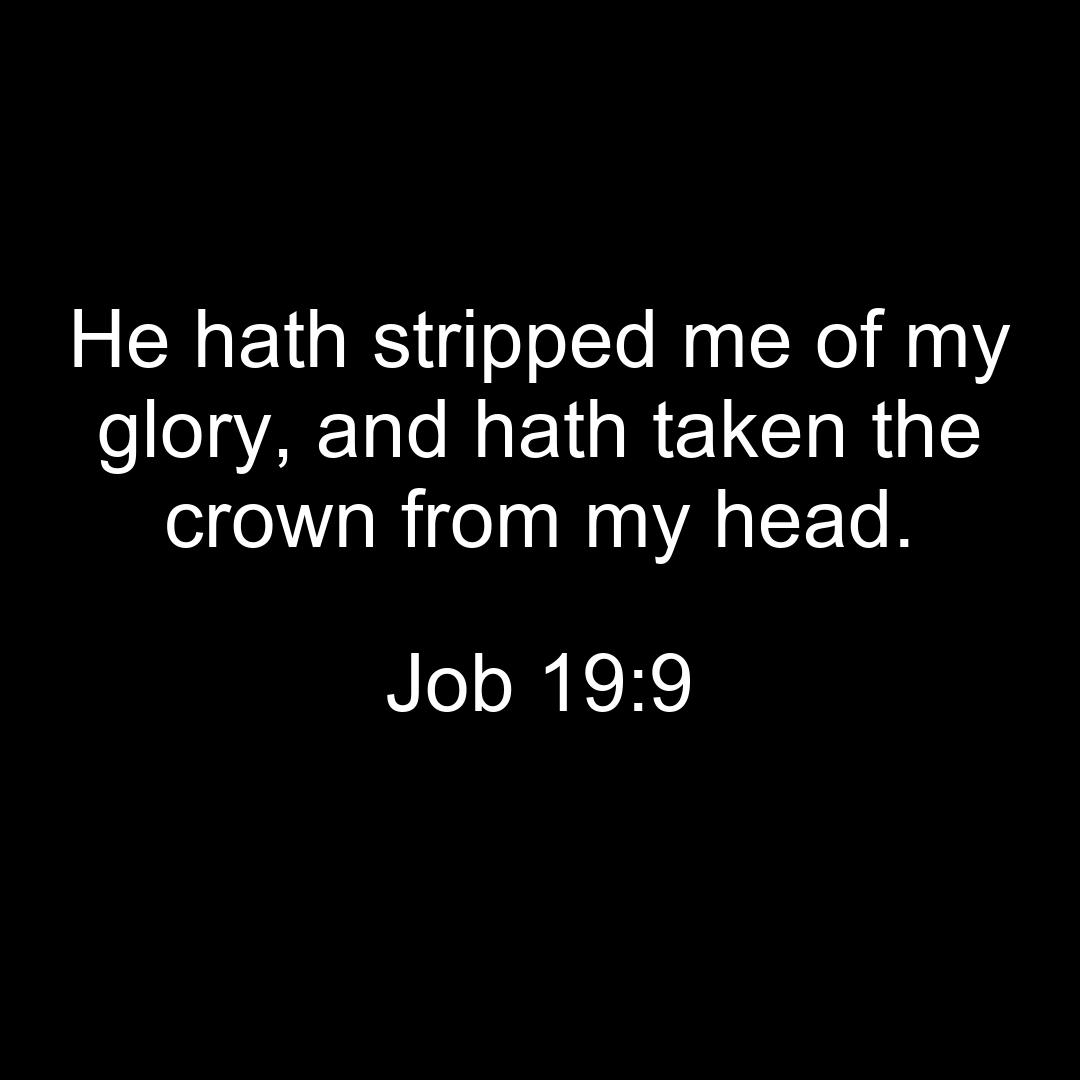 He hath stripped me of my
glory, and hath taken the
crown from my head.
Job 19:9